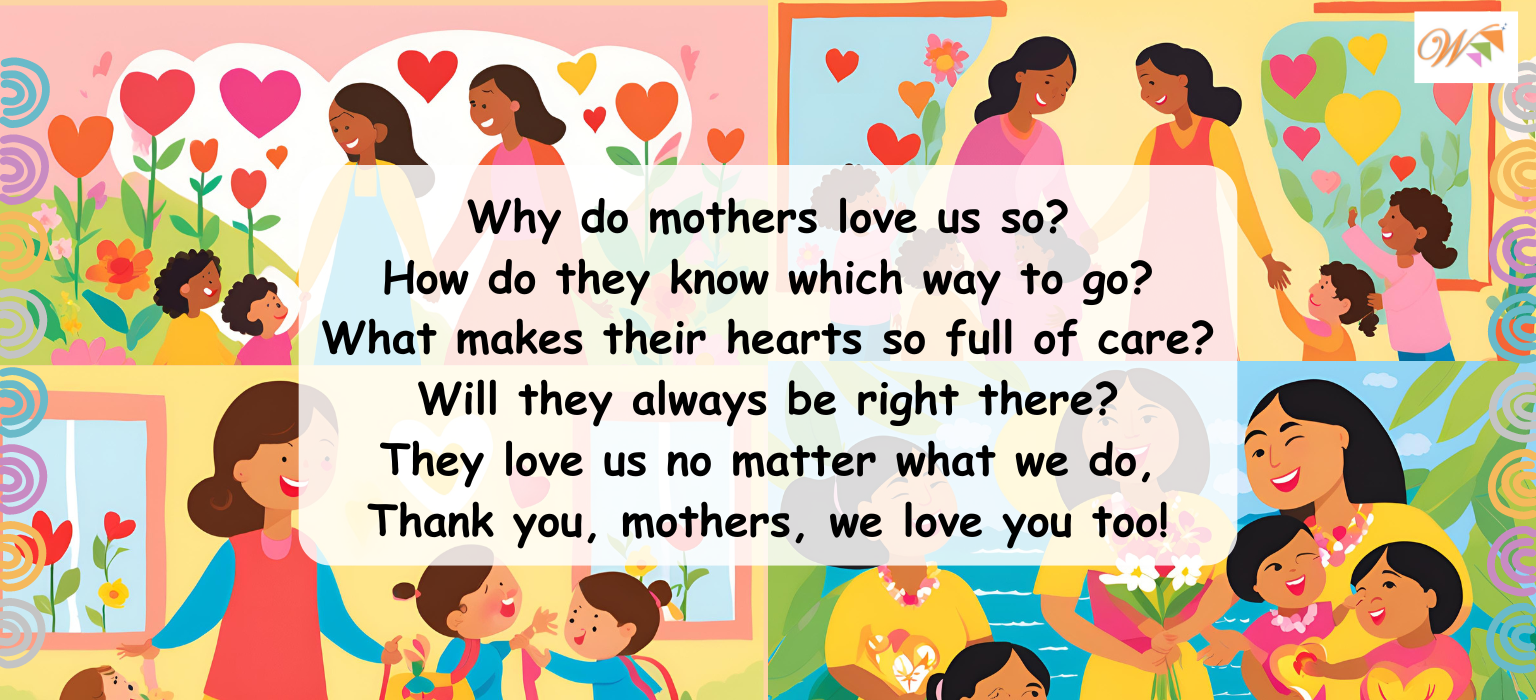 W
Why do mothers love us so?
How do they know which way to go?
What makes their hearts so full of care?
Will they always be right there?
They love us no matter what we do,
Thank you, mothers, we love you too!